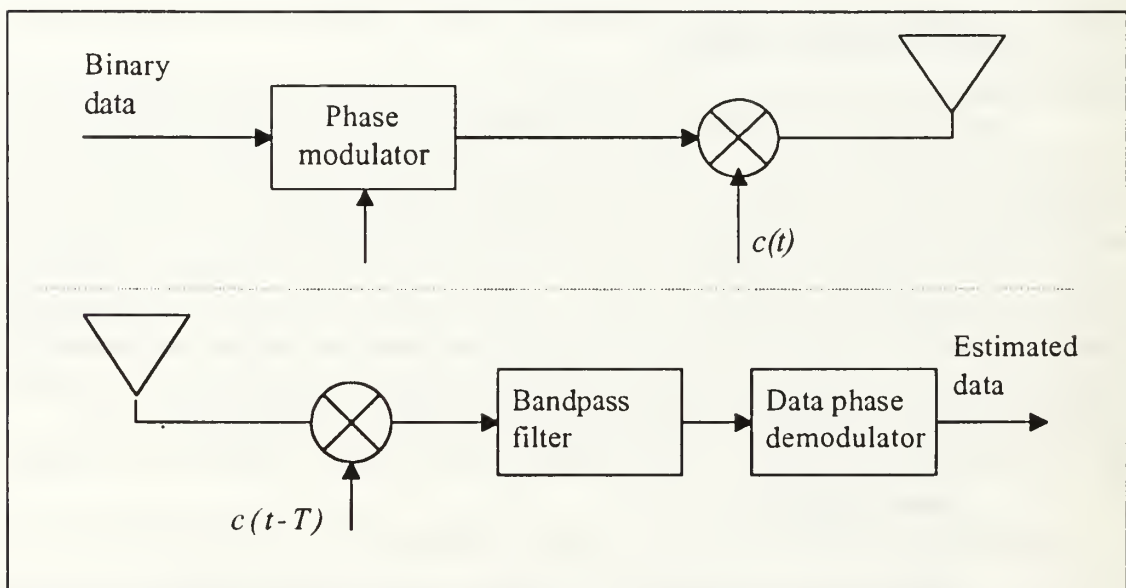 Binary
data
Phase
modulator
c(t)
Estimated
data
Bandpass
filter
Data phase
demodulator
c(t-T)